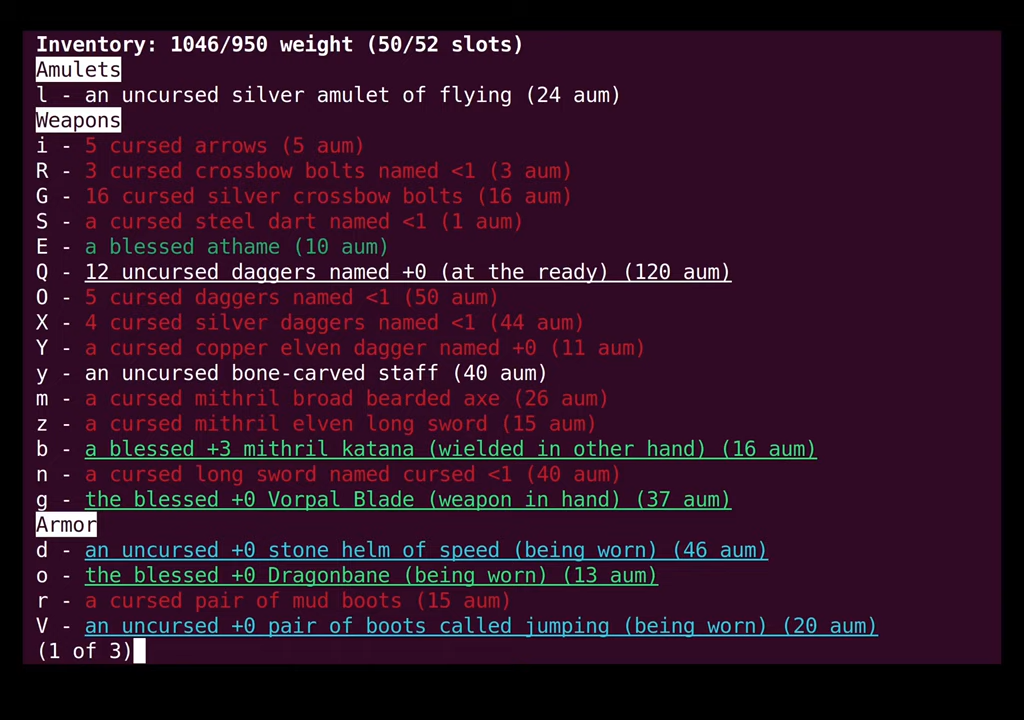 Inventory: 1046/950 weight (50/52 slots)
Amulets
l - an uncursed silver amulet of flying (24 aum)
Weapons
i - 5 cursed arrows (5 aum)
R - 3 cursed crossbow bolts named <1 (3 aum)
G - 16 cursed silver crossbow bolts (16 aum)
S - a cursed steel dart named <1 (1 aum)
E - a blessed athame (10 aum)
Q - 12 uncursed daggers named +0 (at the ready) (120 aum)
O - 5 cursed daggers named <1 (50 aum)
X - 4 cursed silver daggers named <1 (44 aum)
Y - a cursed copper elven dagger named +0 (11 aum)
y - an uncursed bone-carved staff (40 aum)
m - a cursed mithril broad bearded axe (26 aum)
z - a cursed mithril elven long sword (15 aum)
b - a blessed +3 mithril katana (wielded in other hand) (16 aum)
n - a cursed long sword named cursed <1 (40 aum)
g - the blessed +0 Vorpal Blade (weapon in hand) (37 aum)
Armor
d - an uncursed +0 stone helm of speed (being worn) (46 aum)
o - the blessed +0 Dragonbane (being worn) (13 aum)
r - a cursed pair of mud boots (15 aum)
V - an uncursed +0 pair of boots called jumping (being worn) (20 aum)
(1 of 3)